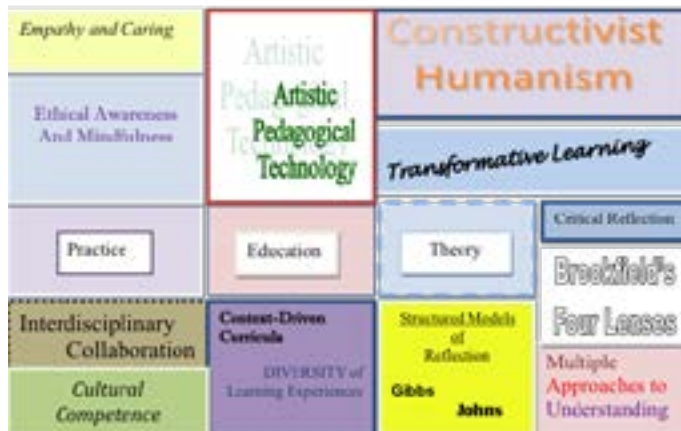 Empathy and Caring
Ethical Awareness
And Mindfulness
Artistic
Pedagogical
Technology
Artistic
Pedagogical
Technology
Constructivist
Humanism
Transformative Learning
Practice
Education
Theory
Critical Reflection
Brookfield's
Four Lenses
Interdisciplinary
Collaboration
Cultural
Competence
Context-Driven
Curricula
DIVERSITY of
Learning Experiences
Structured Models
of
Reflection
Gibbs
Johns
Multiple
Approaches to
Understanding